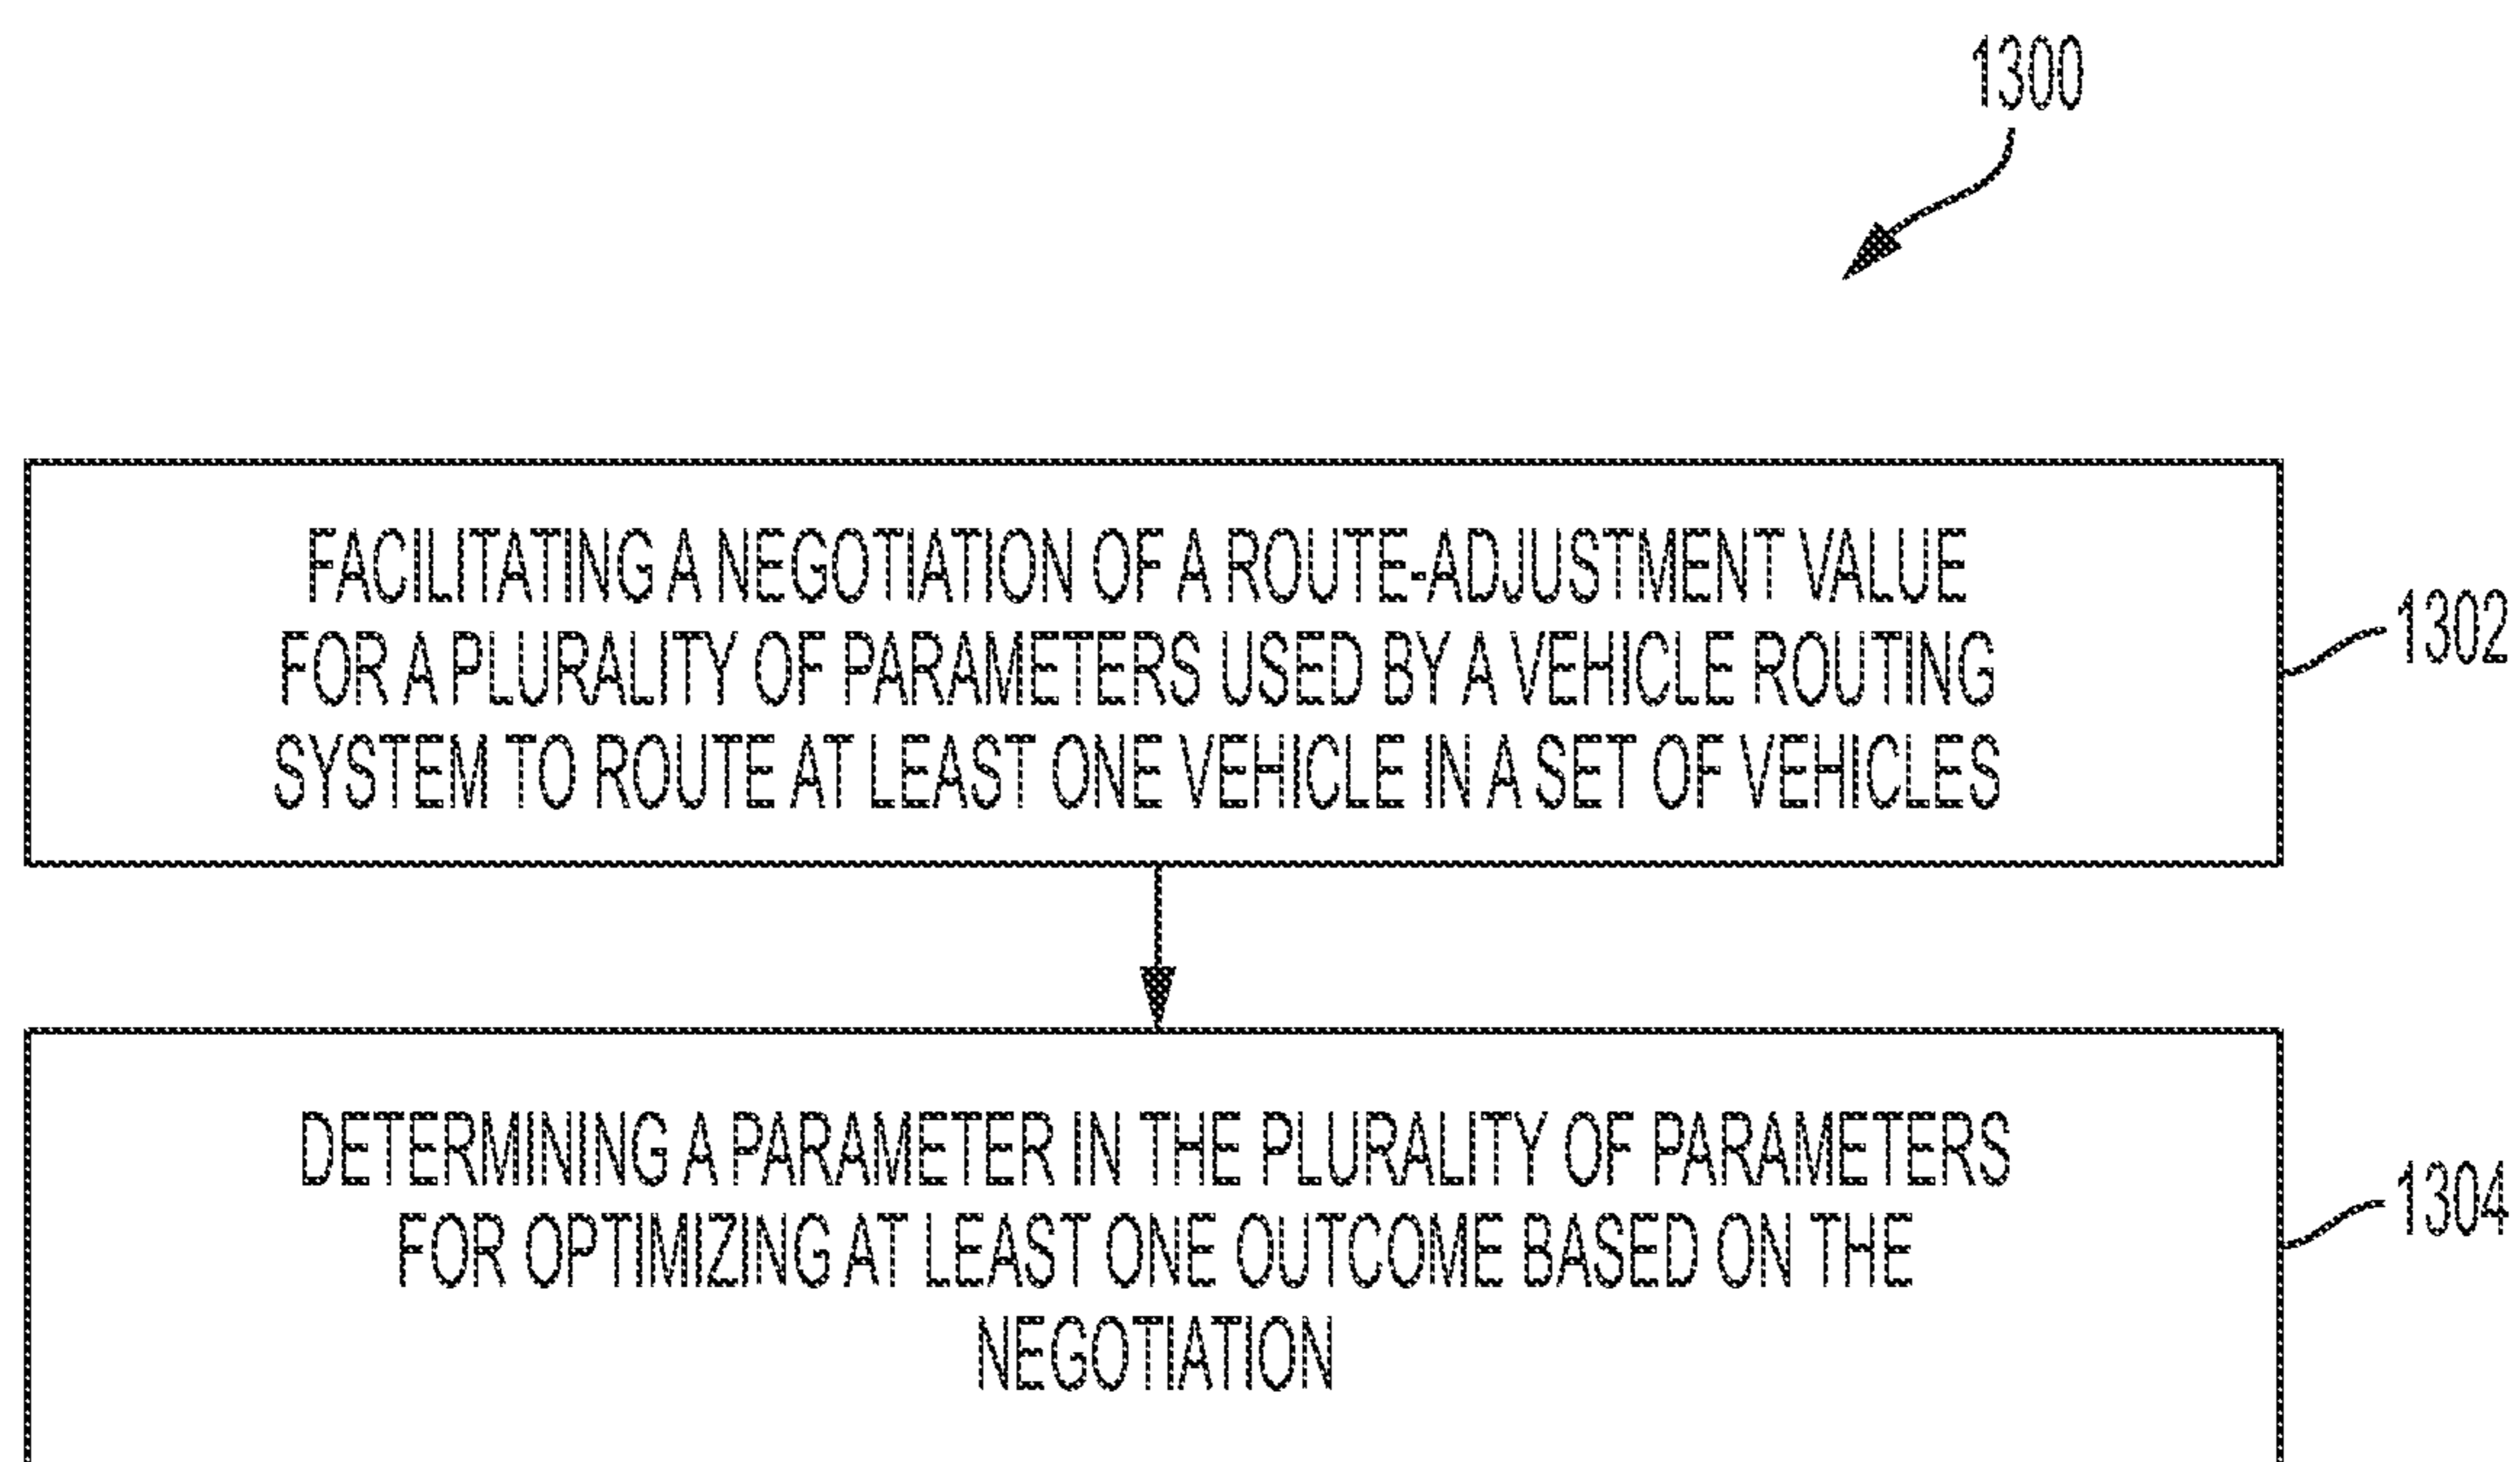 1300
FACILITATING A NEGOTIATION OF A ROUTE-ADJUSTMENT VALUE
FOR A PLURALITY OF PARAMETERS USED BY A VEHICLE ROUTING
SYSTEM TO ROUTE AT LEAST ONE VEHICLE IN A SET OF VEHICLES
1302
DETERMINING A PARAMETER IN THE PLURALITY OF PARAMETERS
FOR OPTIMIZING AT LEAST ONE OUTCOME BASED ON THE
NEGOTIATION
1304